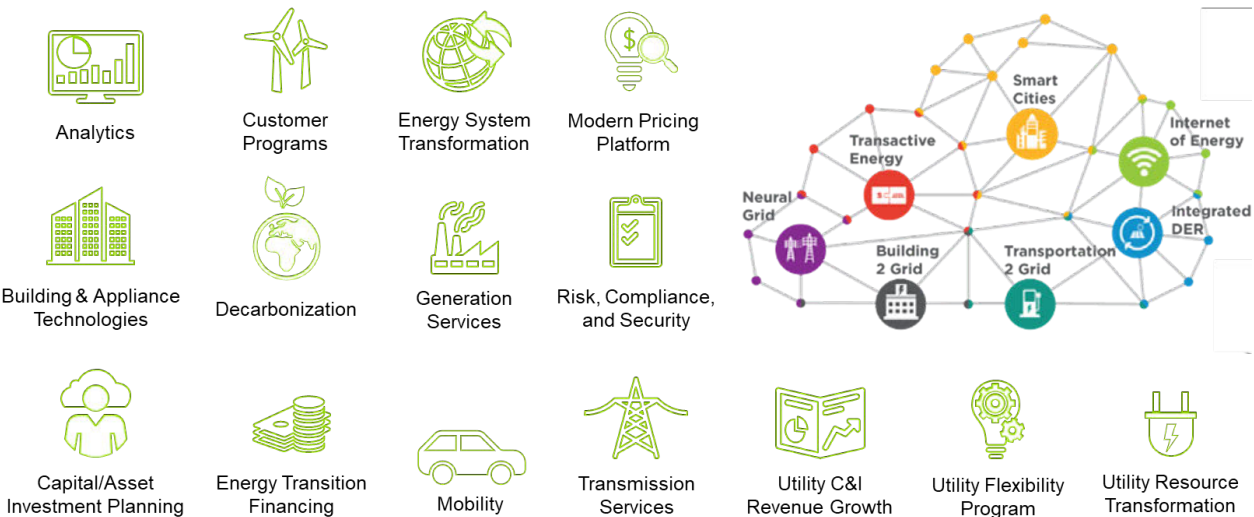 Analytics
Customer
Programs
Energy System
Transformation
Modern Pricing
Platform
Building & Appliance
Technologies
Decarbonization
Generation
Services
Risk, Compliance,
and Security
Smart
Cities
Internet
of Energy
Transactive
Energy
Neural
Grid
Integrated
DER
Building
2 Grid
Transportation
2 Grid
Capital/Asset
Investment Planning
Energy Transition
Financing
Mobility
Transmission
Services
Utility C&I
Revenue Growth
Utility Flexibility
Program
Utility Resource
Transformation